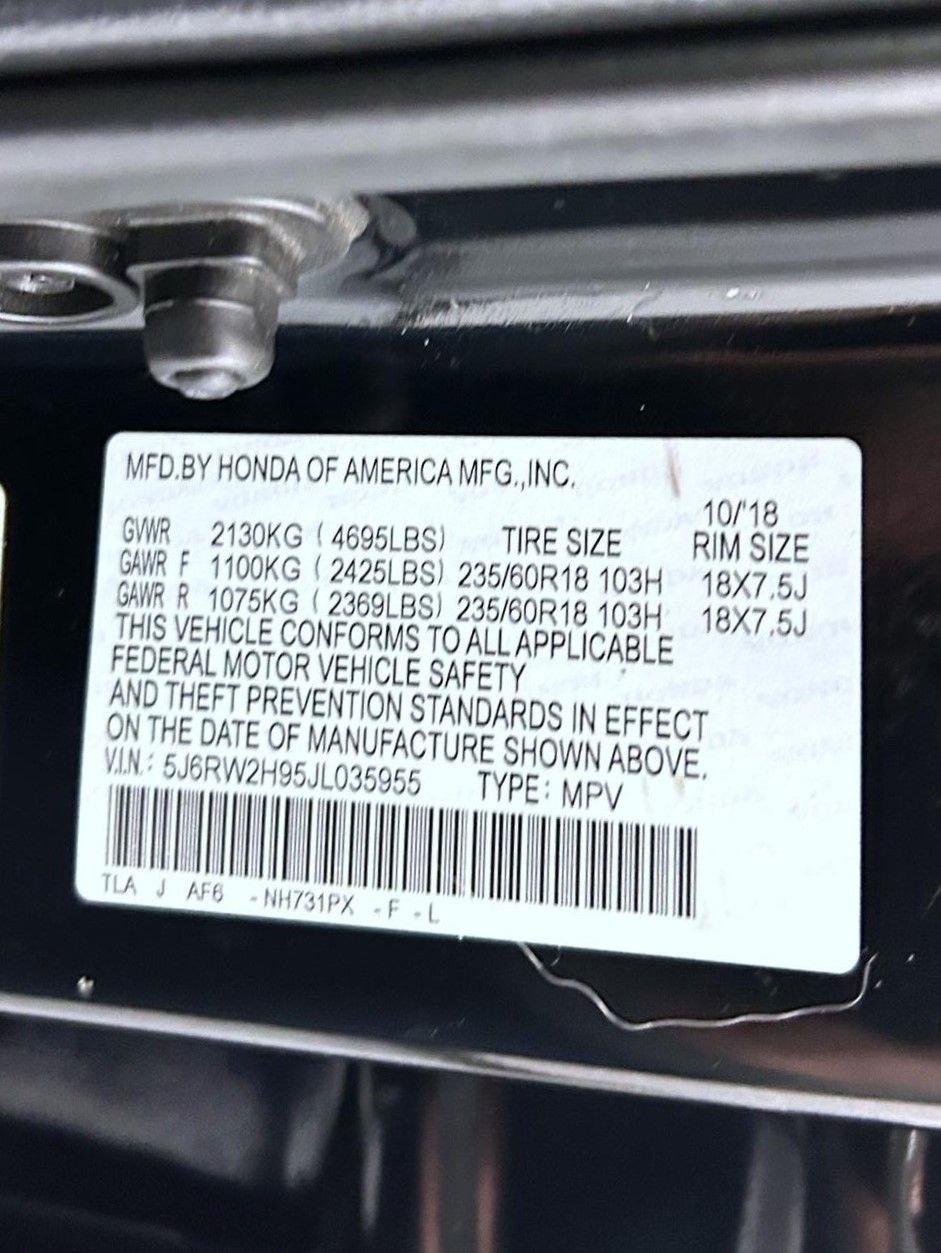 MFD.BY HONDA OF AMERICA MFG.,INC.
10/'18
GVWR 2130KG ( 4695LBS) TIRE SIZE RIM SIZE
GAWR F 1100KG ( 2425LBS) 235/60R18 103H 18X7.5J
GAWR R 1075KG ( 2369LBS) 235/60R18 103H 18X7.5J
THIS VEHICLE CONFORMS TO ALL APPLICABLE
FEDERAL MOTOR VEHICLE SAFETY
AND THEFT PREVENTION STANDARDS IN EFFECT
ON THE DATE OF MANUFACTURE SHOWN ABOVE.
V.I.N.: 5J6RW2H95JL035955 TYPE: MPV
TLA J AF6 -NH731PX -F -L